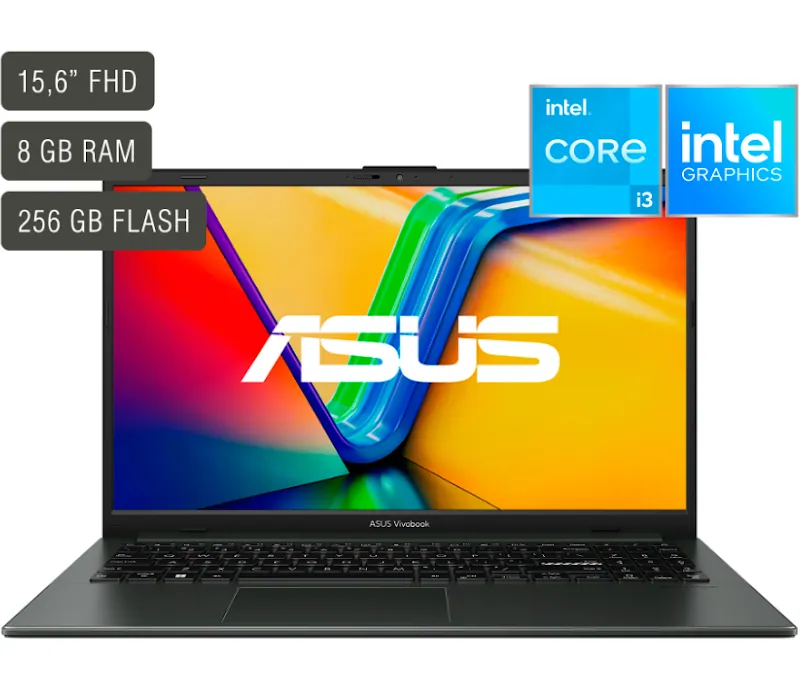 15,6” FHD
8 GB RAM
256 GB FLASH
intel.
CORE
i3
intel
GRAPHICS
ASUS
ASUS Vivobook